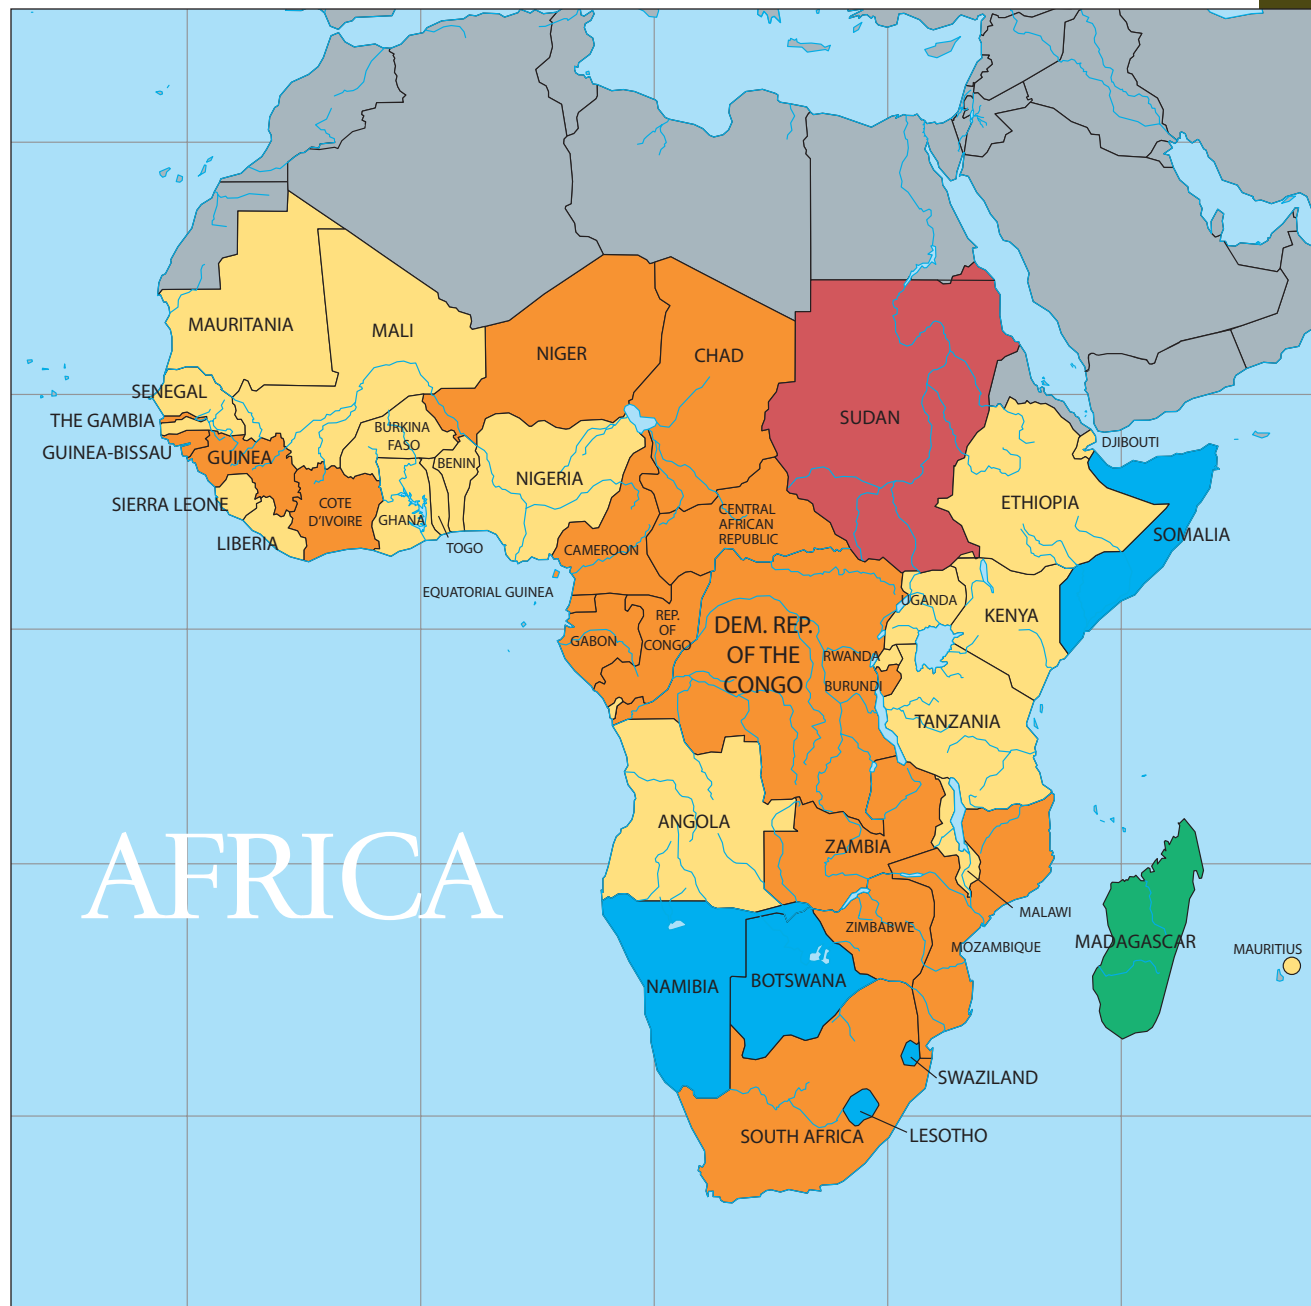 MAURITANIA
MALI
NIGER
CHAD
SUDAN
SENEGAL
THE GAMBIA
GUINEA-BISSAU
GUINEA
BURKINA
FASO
BENIN
NIGERIA
DJIBOUTI
ETHIOPIA
SIERRA LEONE
COTE
D'IVOIRE
GHANA
CENTRAL
AFRICAN
REPUBLIC
SOMALIA
LIBERIA
TOGO
CAMEROON
EQUATORIAL GUINEA
UGANDA
KENYA
GABON
REP.
OF
CONGO
DEM. REP.
OF THE
CONGO
RWANDA
BURUNDI
TANZANIA
ANGOLA
ZAMBIA
AFRICA
MALAWI
ZIMBABWE
MOZAMBIQUE
MADAGASCAR
MAURITIUS
NAMIBIA
BOTSWANA
SWAZILAND
SOUTH AFRICA
LESOTHO